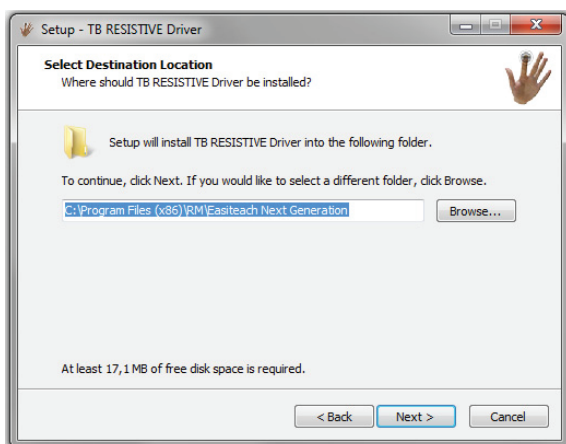 Setup - TB RESISTIVE Driver
Select Destination Location
Where should TB RESISTIVE Driver be installed?
Setup will install TB RESISTIVE Driver into the following folder.
To continue, click Next. If you would like to select a different folder, click Browse.
C:\Program Files (x86)\RM\Easiteach Next Generation
Browse...
At least 17,1 MB of free disk space is required.
< Back
Next >
Cancel